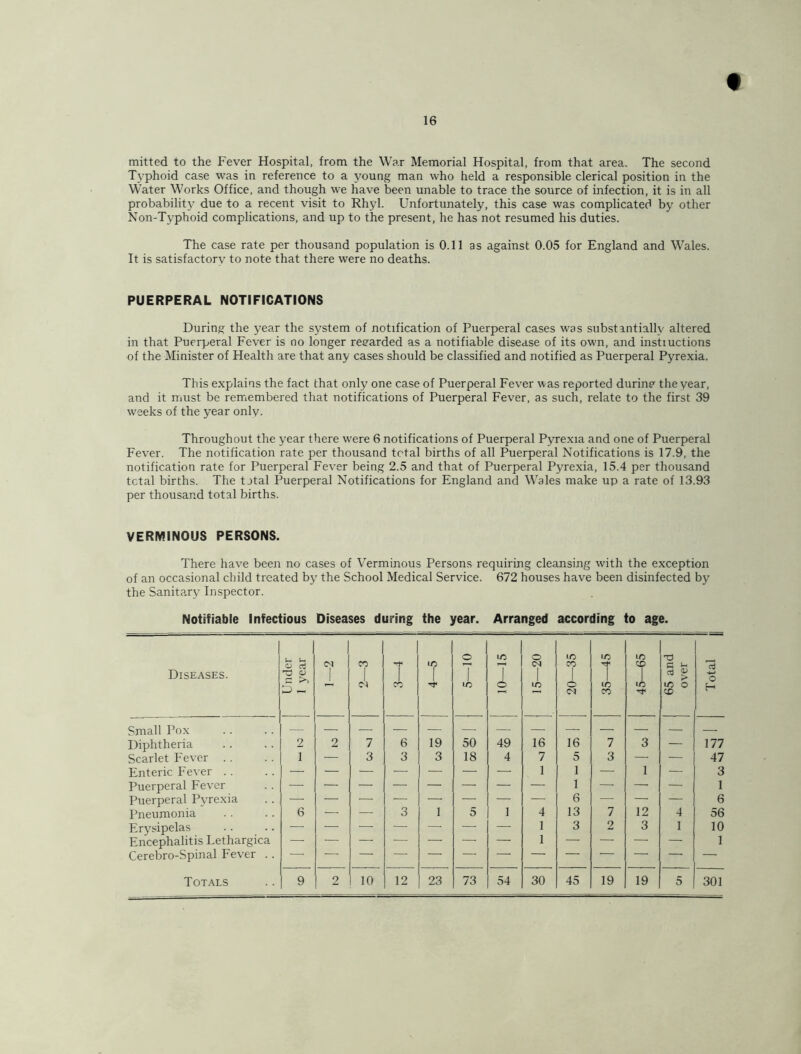 16
mitted to the Fever Hospital, from the War Memorial Hospital, from that area. The second
Typhoid case was in reference to a young man who held a responsible clerical position in the
Water Works Office, and though we have been unable to trace the source of infection, it is in all
probability due to a recent visit to Rhyl. Unfortunately, this case was complicated by other
Non-Typhoid complications, and up to the present, he has not resumed his duties.
The case rate per thousand population is 0.11 as against 0.05 for England and Wales.
It is satisfactory to note that there were no deaths.
PUERPERAL NOTIFICATIONS
During the year the system of notification of Puerperal cases was substantially altered
in that Puerperal Fever is no longer regarded as a notifiable disease of its own, and instructions
of the Minister of Health are that any cases should be classified and notified as Puerperal Pyrexia.
This explains the fact that only one case of Puerperal Fever was reported during the year,
and it must be remembered that notifications of Puerperal Fever, as such, relate to the first 39
weeks of the year only.
Throughout the year there were 6 notifications of Puerperal Pyrexia and one of Puerperal
Fever. The notification rate per thousand total births of all Puerperal Notifications is 17.9, the
notification rate for Puerperal Fever being 2.5 and that of Puerperal Pyrexia, 15.4 per thousand
total births. The total Puerperal Notifications for England and Wales make up a rate of 13.93
per thousand total births.
VERMINOUS PERSONS.
There have been no cases of Verminous Persons requiring cleansing with the exception
of an occasional child treated by the School Medical Service. 672 houses have been disinfected by
the Sanitary Inspector.
Notifiable Infectious Diseases during the year. Arranged according to age.
DISEASES. Under 1 year 1—2 2—3 3—4 4—5 5—10 10—15 15—20 20—35 35—45 45—65 65 and over Total
Small Pox .. .. — — — — — — — — — — — — —
Diphtheria .. .. 2 2 7 6 19 50 49 16 16 7 3 — 177
Scarlet Fever .. .. 1 — 3 3 3 18 4 7 5 3 — — 47
Enteric Fever .. .. — — — — — — — 1 1 — 1 — 3
Puerperal Fever .. — — — — — — — — 1 — — — 1
Puerperal Pyrexia .. — — — — — — — — 6 — — — 6
Pneumonia .. .. 6 — — 3 1 5 1 4 13 7 12 4 56
Erysipelas .. .. — — — — — — — 1 3 2 3 1 10
Encephalitis Lethargica — — — — — — — 1 — — — — 1
Cerebro-Spinal Fever .. — — — — — — — — — — — — —
TOTALS .. 9 2 10 12 23 73 54 30 45 19 19 5 301